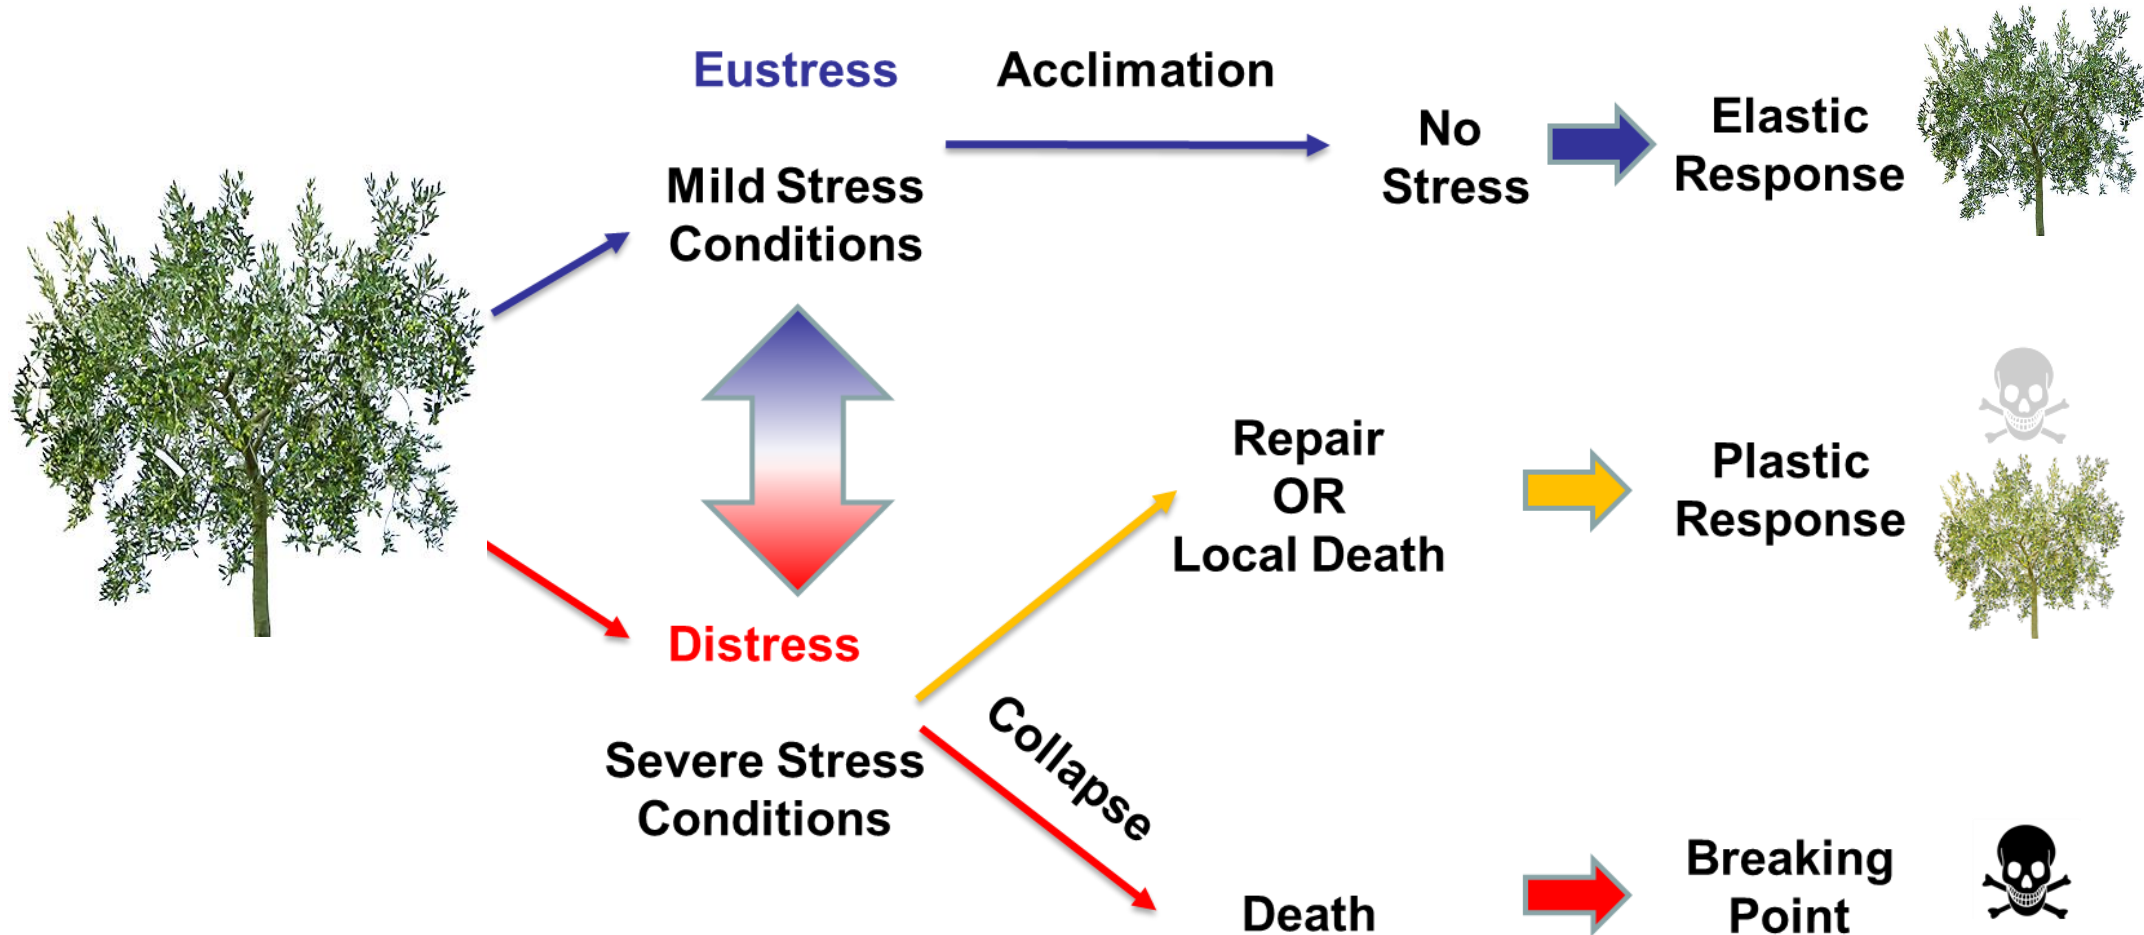 Eustress
Acclimation
Mild Stress
Conditions
No
Stress
Elastic
Response
Distress
Severe Stress
Conditions
Repair
OR
Local Death
Plastic
Response
Collapse
Death
Breaking
Point